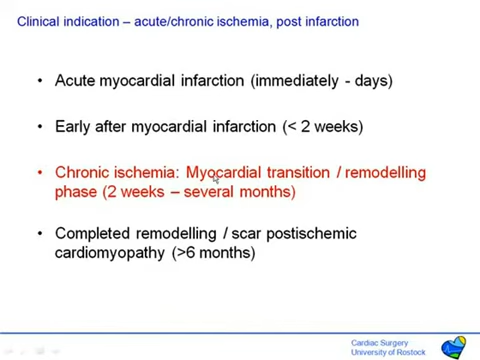 Clinical indication – acute/chronic ischemia, post infarction
• Acute myocardial infarction (immediately - days)
• Early after myocardial infarction (< 2 weeks)
• Chronic ischemia: Myocardial transition / remodelling
phase (2 weeks – several months)
• Completed remodelling / scar postischemic
cardiomyopathy (>6 months)
Cardiac Surgery
University of Rostock